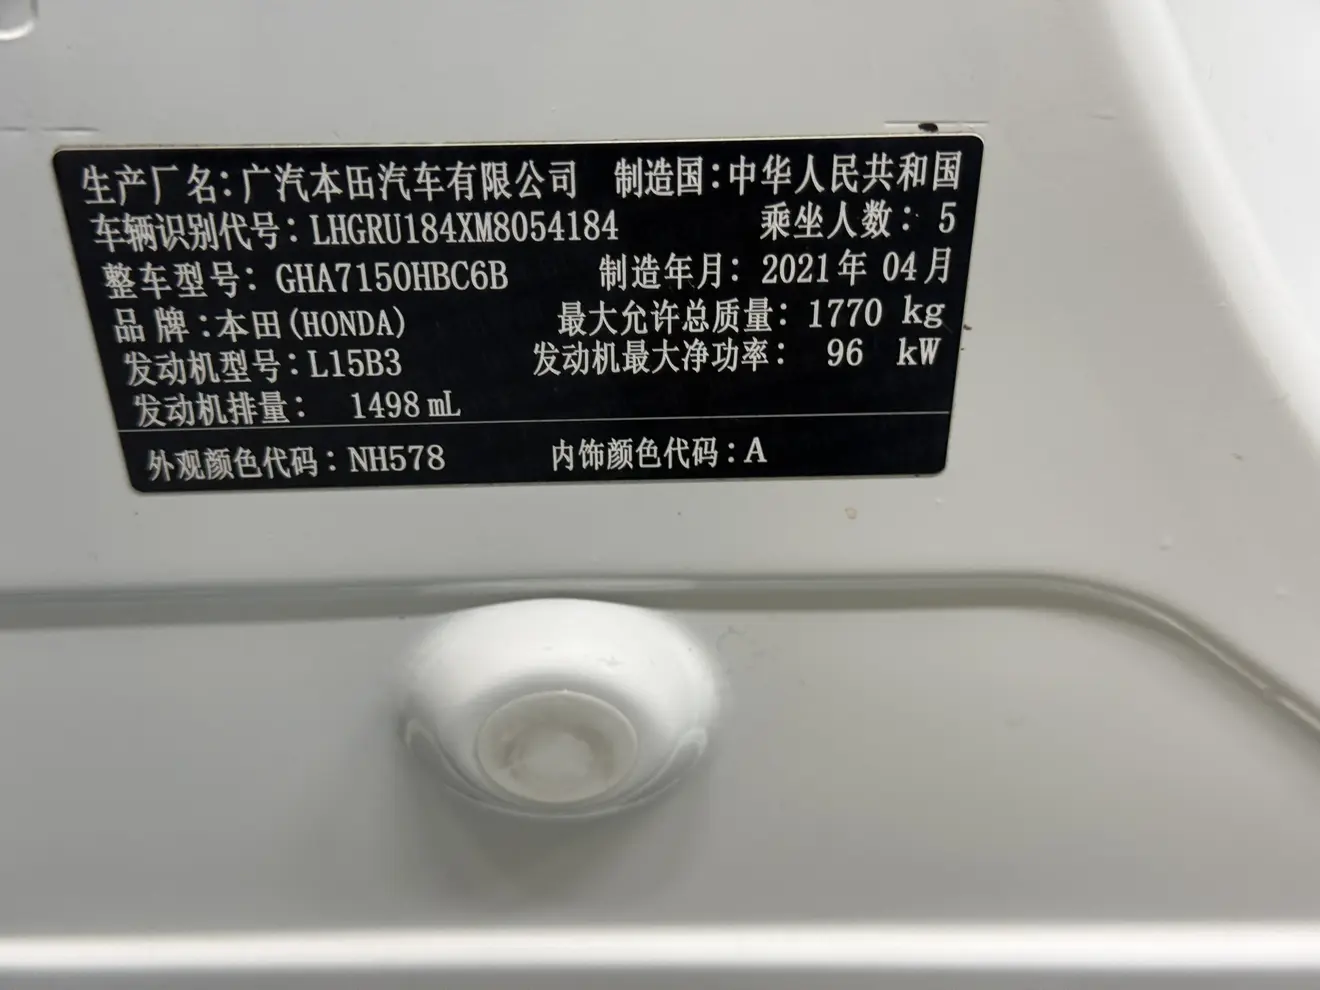 生产厂名：广汽本田汽车有限公司 制造国：中华人民共和国
车辆识别代号：LHGRU184XM8054184 乘坐人数：5
整车型号：GHA7150HBC6B 制造年月：2021年 04月
品牌：本田(HONDA) 最大允许总质量：1770 kg
发动机型号：L15B3 发动机最大净功率：96 kW
发动机排量：1498 mL
外观颜色代码：NH578 内饰颜色代码：A